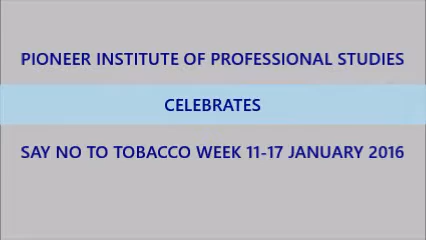 PIONEER INSTITUTE OF PROFESSIONAL STUDIES
CELEBRATES
SAY NO TO TOBACCO WEEK 11-17 JANUARY 2016